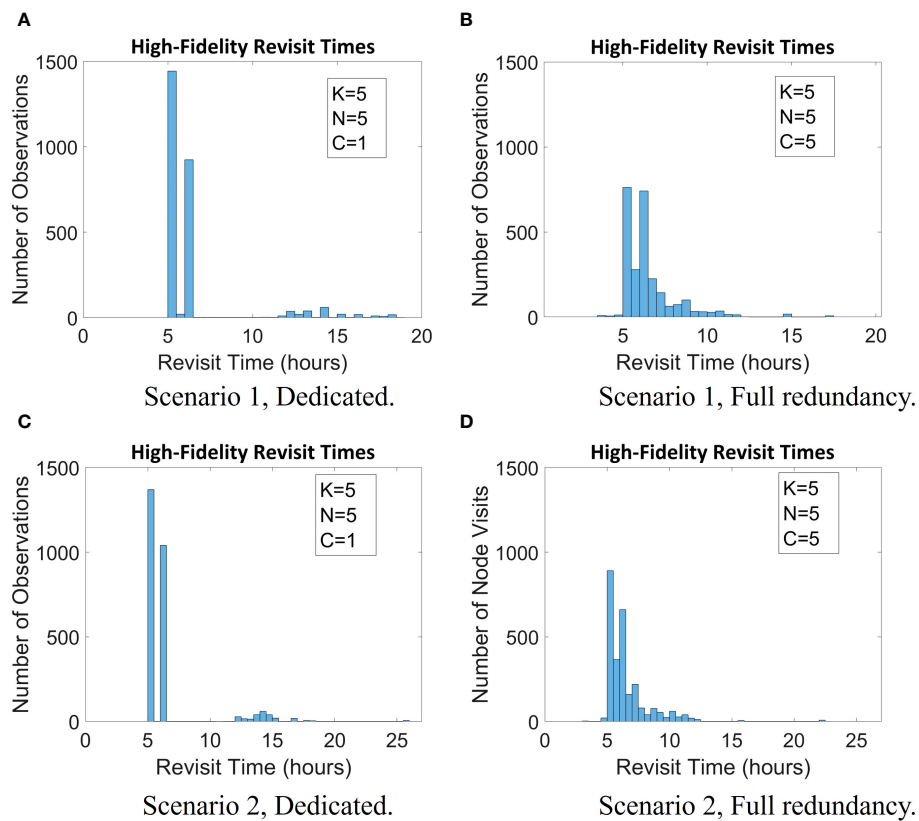 A
High-Fidelity Revisit Times
1500
1000
500
0
Number of Observations
K=5
N=5
C=1
0 5 10 15 20
Revisit Time (hours)
Scenario 1, Dedicated.
B
High-Fidelity Revisit Times
1500
1000
500
0
Number of Observations
K=5
N=5
C=5
5 10 15 20
Revisit Time (hours)
Scenario 1, Full redundancy.
C
High-Fidelity Revisit Times
1500
1000
500
0
Number of Observations
K=5
N=5
C=1
0 5 10 15 20 25
Revisit Time (hours)
Scenario 2, Dedicated.
D
High-Fidelity Revisit Times
1500
1000
500
0
Number of Node Visits
K=5
N=5
C=5
0 5 10 15 20 25
Revisit Time (hours)
Scenario 2, Full redundancy.